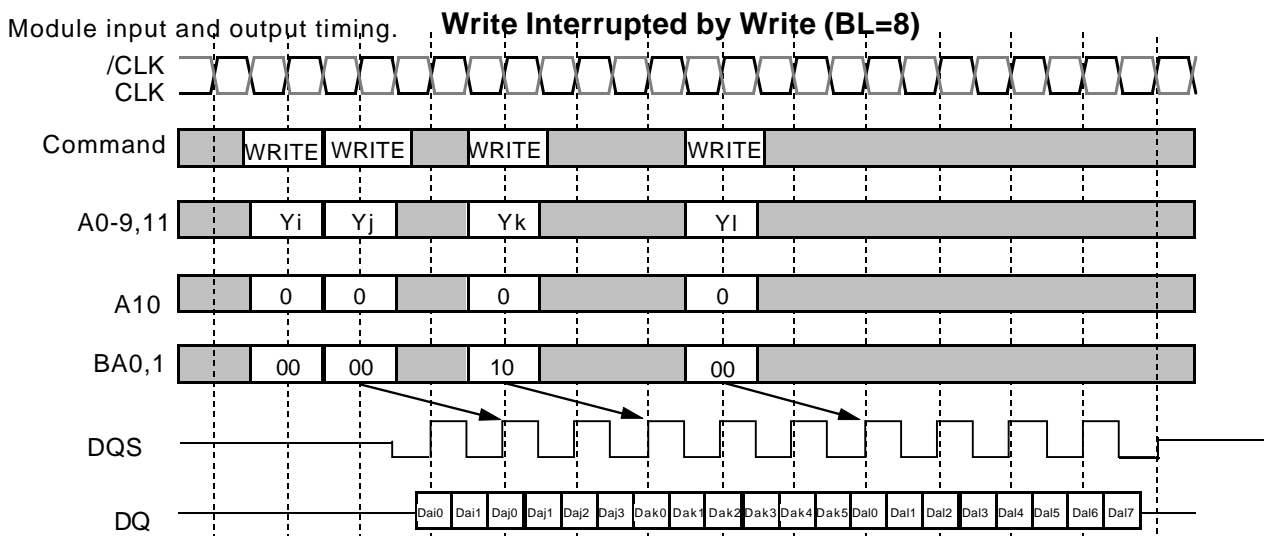 Module input and output timing. Write Interrupted by Write (BL=8)
/CLK
CLK
Command WRITE WRITE WRITE WRITE
A0-9,11 Yi Yj Yk Yl
A10 0 0 0 0
BA0,1 00 00 10 00
DQS
DQ Dai0 Dai1 Daj0 Daj1 Daj2 Daj3 Dak0 Dak1 Dak2 Dak3 Dak4 Dak5 Dal0 Dal1 Dal2 Dal3 Dal4 Dal5 Dal6 Dal7